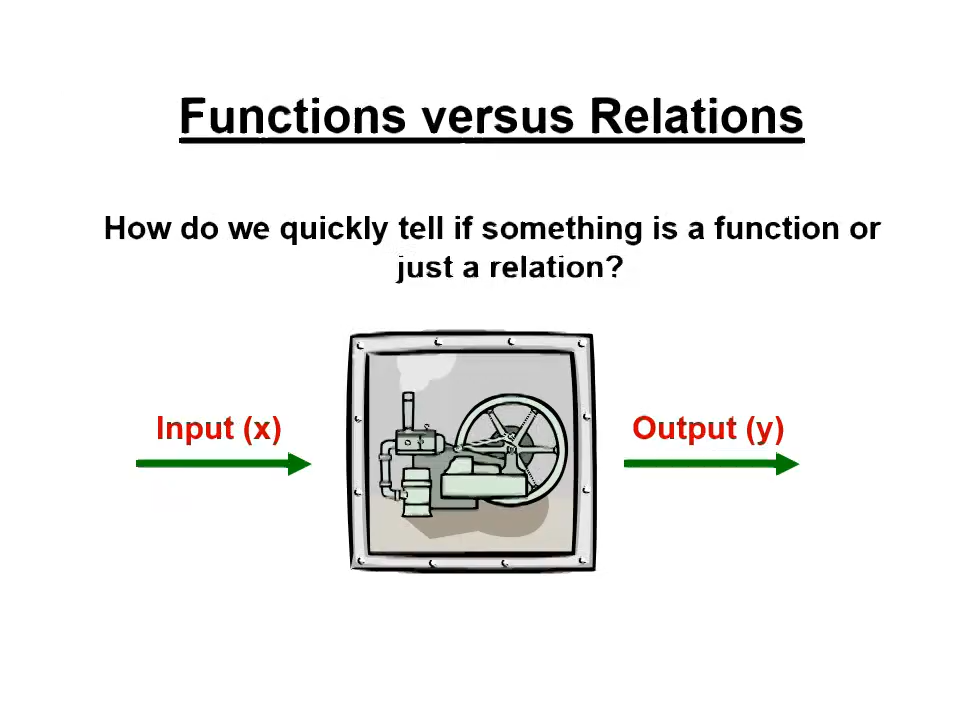 Functions versus Relations
How do we quickly tell if something is a function or
just a relation?
Input (x)
Output (y)